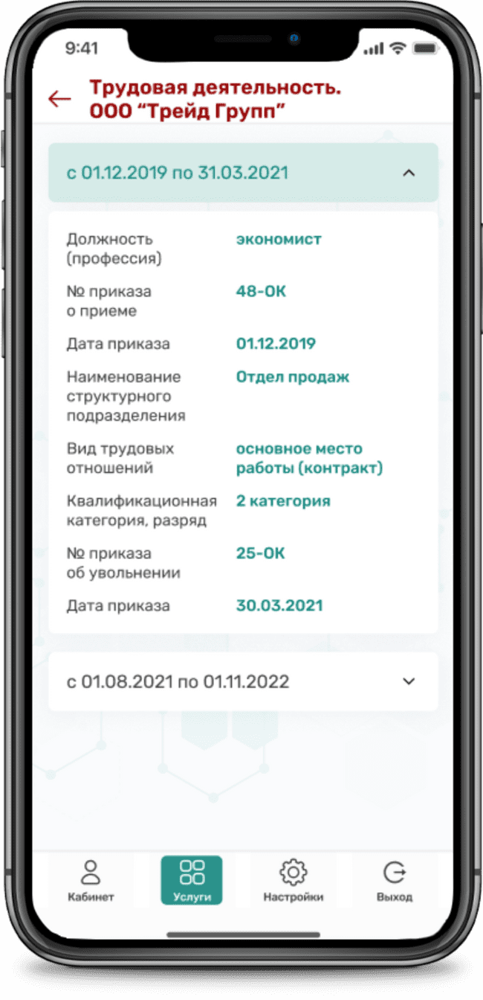 9:41
Трудовая деятельность.
ООО “Трейд Групп”
с 01.12.2019 по 31.03.2021
Должность
(профессия)
экономист
№ приказа
о приеме
48-ОК
Дата приказа
01.12.2019
Наименование
структурного
подразделения
Отдел продаж
Вид трудовых
отношений
основное место
работы (контракт)
Квалификационная
категория, разряд
2 категория
№ приказа
об увольнении
25-ОК
Дата приказа
30.03.2021
с 01.08.2021 по 01.11.2022
Кабинет
Услуги
Настройки
Выход